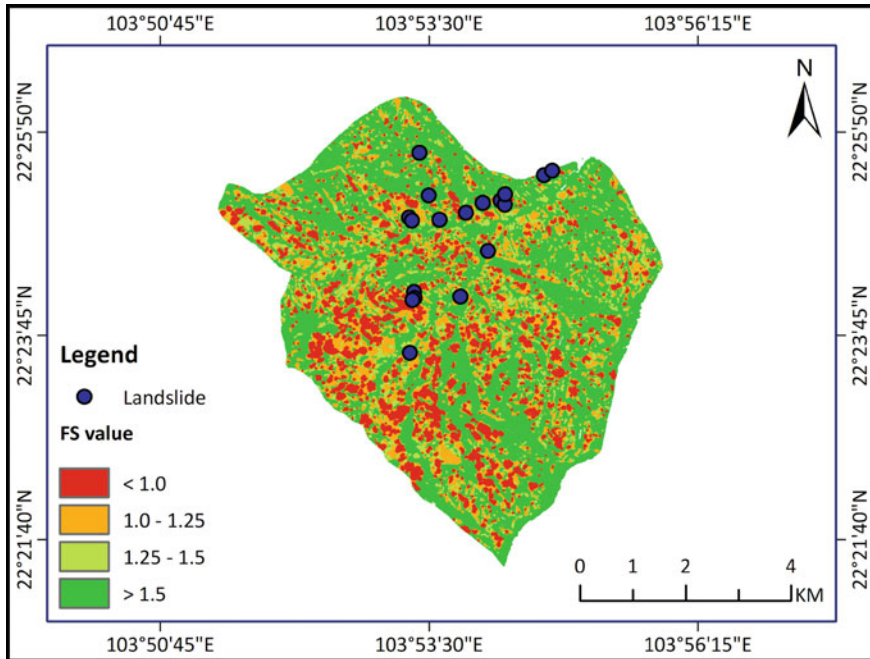 103°50'45"E 103°53'30"E 103°56'15"E
N
22°25'50"N 22°25'50"N
22°23'45"N 22°23'45"N
22°21'40"N 22°21'40"N
Legend
Landslide
FS value
< 1.0
1.0 - 1.25
1.25 - 1.5
> 1.5
0 1 2 4
KM
103°50'45"E 103°53'30"E 103°56'15"E